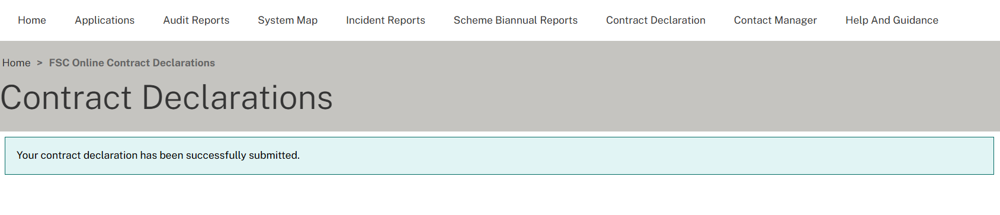 Home Applications Audit Reports System Map Incident Reports Scheme Biannual Reports Contract Declaration Contact Manager Help And Guidance
Home > FSC Online Contract Declarations
Contract Declarations
Your contract declaration has been successfully submitted.